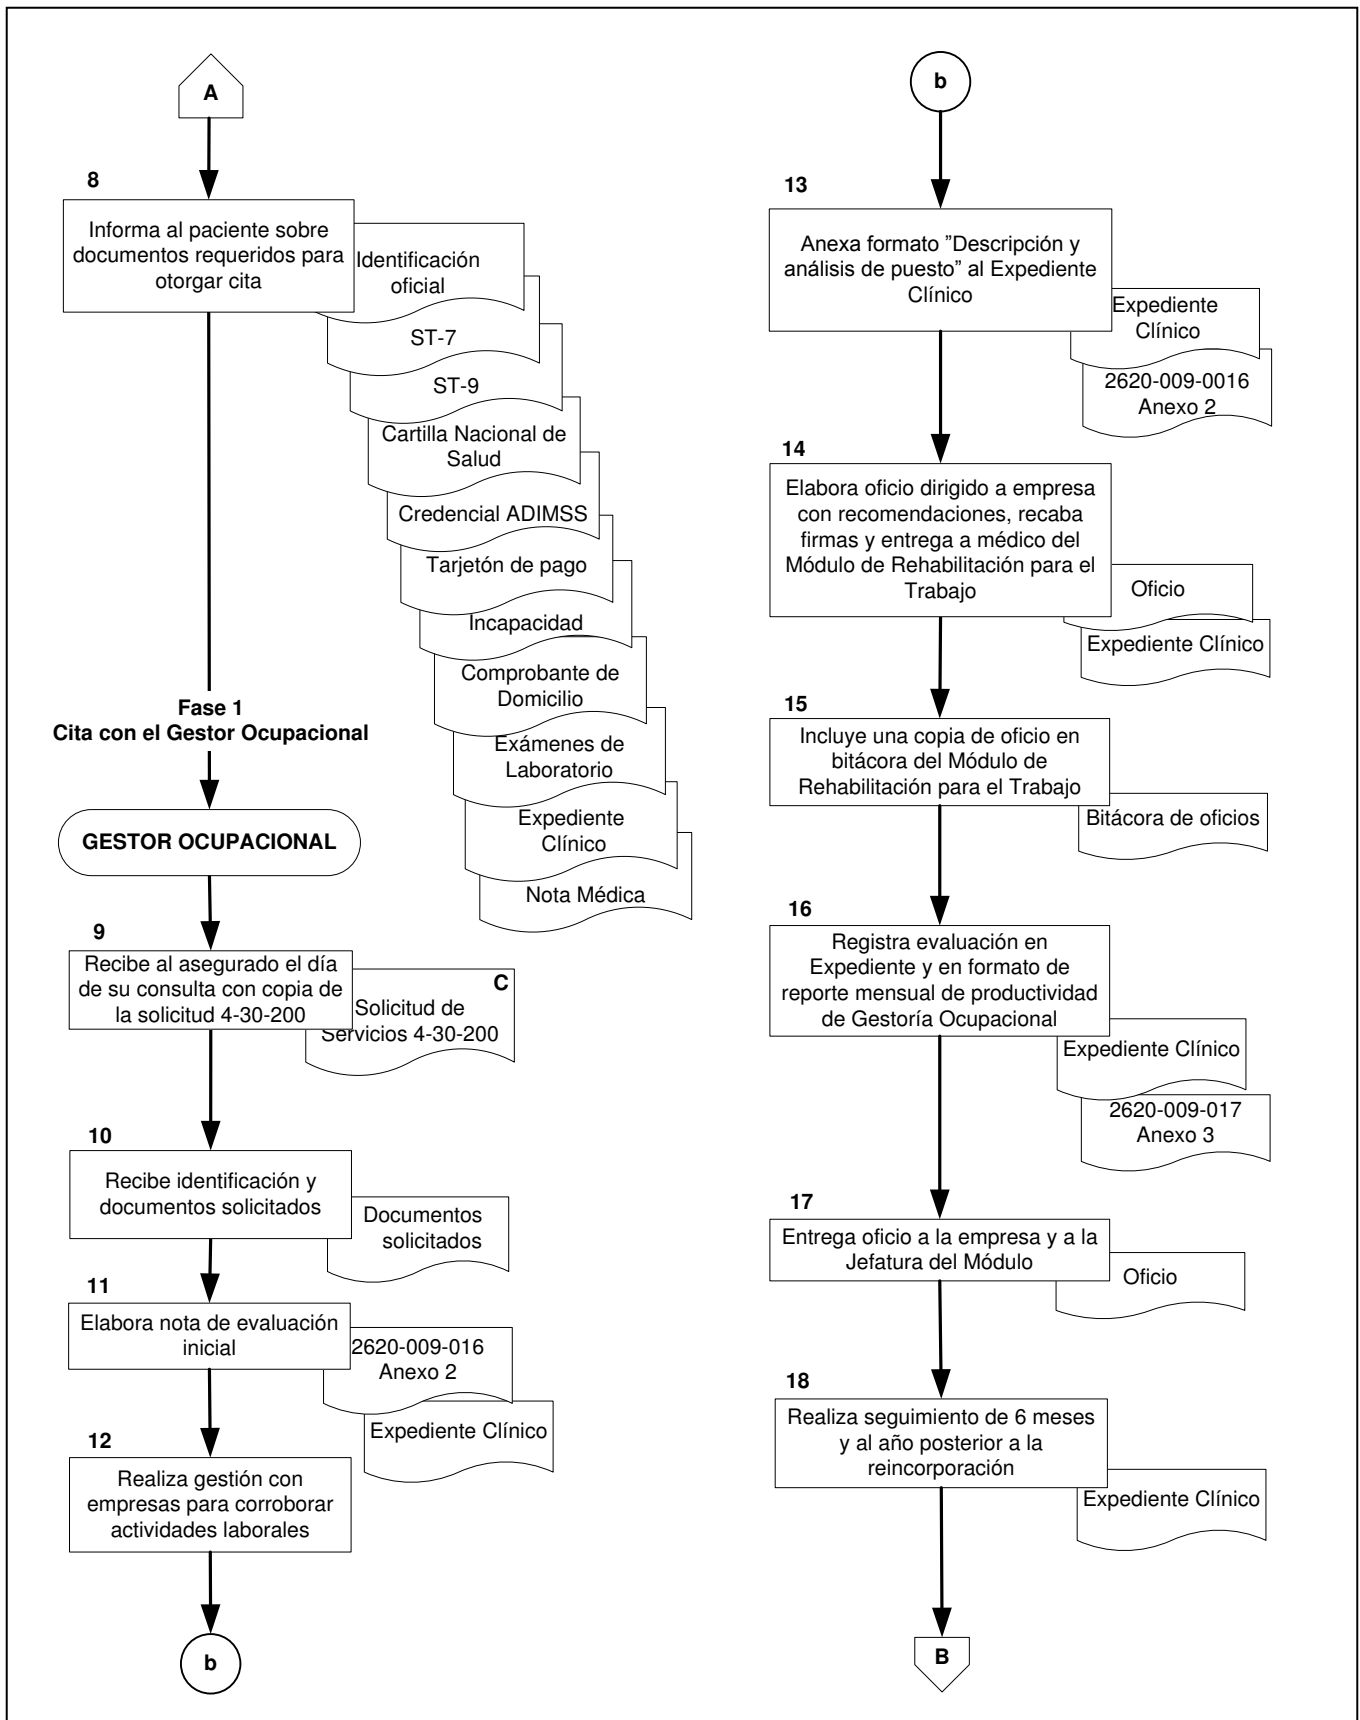 A
8
Informa al paciente sobre
documentos requeridos para
otorgar cita
Identificación
oficial
ST-7
ST-9
Cartilla Nacional de
Salud
Credencial ADIMSS
Tarjetón de pago
Incapacidad
Comprobante de
Domicilio
Exámenes de
Laboratorio
Expediente
Clínico
Nota Médica
Fase 1
Cita con el Gestor Ocupacional
GESTOR OCUPACIONAL
9
Recibe al asegurado el día
de su consulta con copia de
la solicitud 4-30-200
C
Solicitud de
Servicios 4-30-200
10
Recibe identificación y
documentos solicitados
Documentos
solicitados
11
Elabora nota de evaluación
inicial
2620-009-016
Anexo 2
Expediente Clínico
12
Realiza gestión con
empresas para corroborar
actividades laborales
b
b
13
Anexa formato ”Descripción y
análisis de puesto” al Expediente
Clínico
Expediente
Clínico
2620-009-0016
Anexo 2
14
Elabora oficio dirigido a empresa
con recomendaciones, recaba
firmas y entrega a médico del
Módulo de Rehabilitación para el
Trabajo
Oficio
Expediente Clínico
15
Incluye una copia de oficio en
bitácora del Módulo de
Rehabilitación para el Trabajo
Bitácora de oficios
16
Registra evaluación en
Expediente y en formato de
reporte mensual de productividad
de Gestoría Ocupacional
Expediente Clínico
2620-009-017
Anexo 3
17
Entrega oficio a la empresa y a la
Jefatura del Módulo
Oficio
18
Realiza seguimiento de 6 meses
y al año posterior a la
reincorporación
Expediente Clínico
B